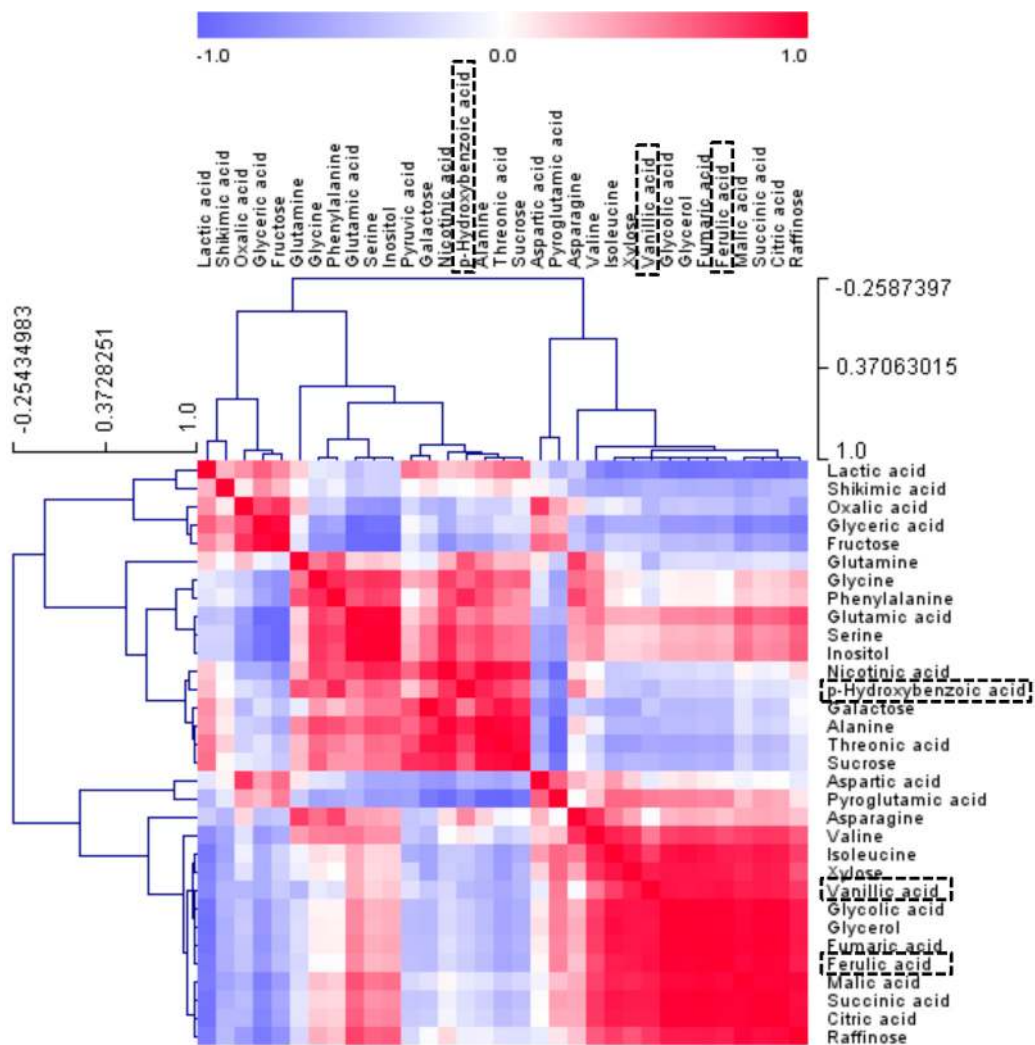 -1.0 0.0 1.0
Lactic acid
Shikimic acid
Oxalic acid
Glyceric acid
Fructose
Glutamine
Glycine
Phenylalanine
Glutamic acid
Serine
Inositol
Pyruvic acid
Galactose
Nicotinic acid
p-Hydroxybenzoic acid
Alanine
Threonic acid
Sucrose
Aspartic acid
Pyroglutamic acid
Asparagine
Valine
Isoleucine
Xylose
Vanillic acid
Glycolic acid
Glycerol
Fumaric acid
Ferulic acid
Malic acid
Succinic acid
Citric acid
Raffinose
-0.2587397
0.37063015
1.0
-0.25434983
0.3728251
1.0
Lactic acid
Shikimic acid
Oxalic acid
Glyceric acid
Fructose
Glutamine
Glycine
Phenylalanine
Glutamic acid
Serine
Inositol
Nicotinic acid
p-Hydroxybenzoic acid
Galactose
Alanine
Threonic acid
Sucrose
Aspartic acid
Pyroglutamic acid
Asparagine
Valine
Isoleucine
Xylose
Vanillic acid
Glycolic acid
Glycerol
Fumaric acid
Ferulic acid
Malic acid
Succinic acid
Citric acid
Raffinose